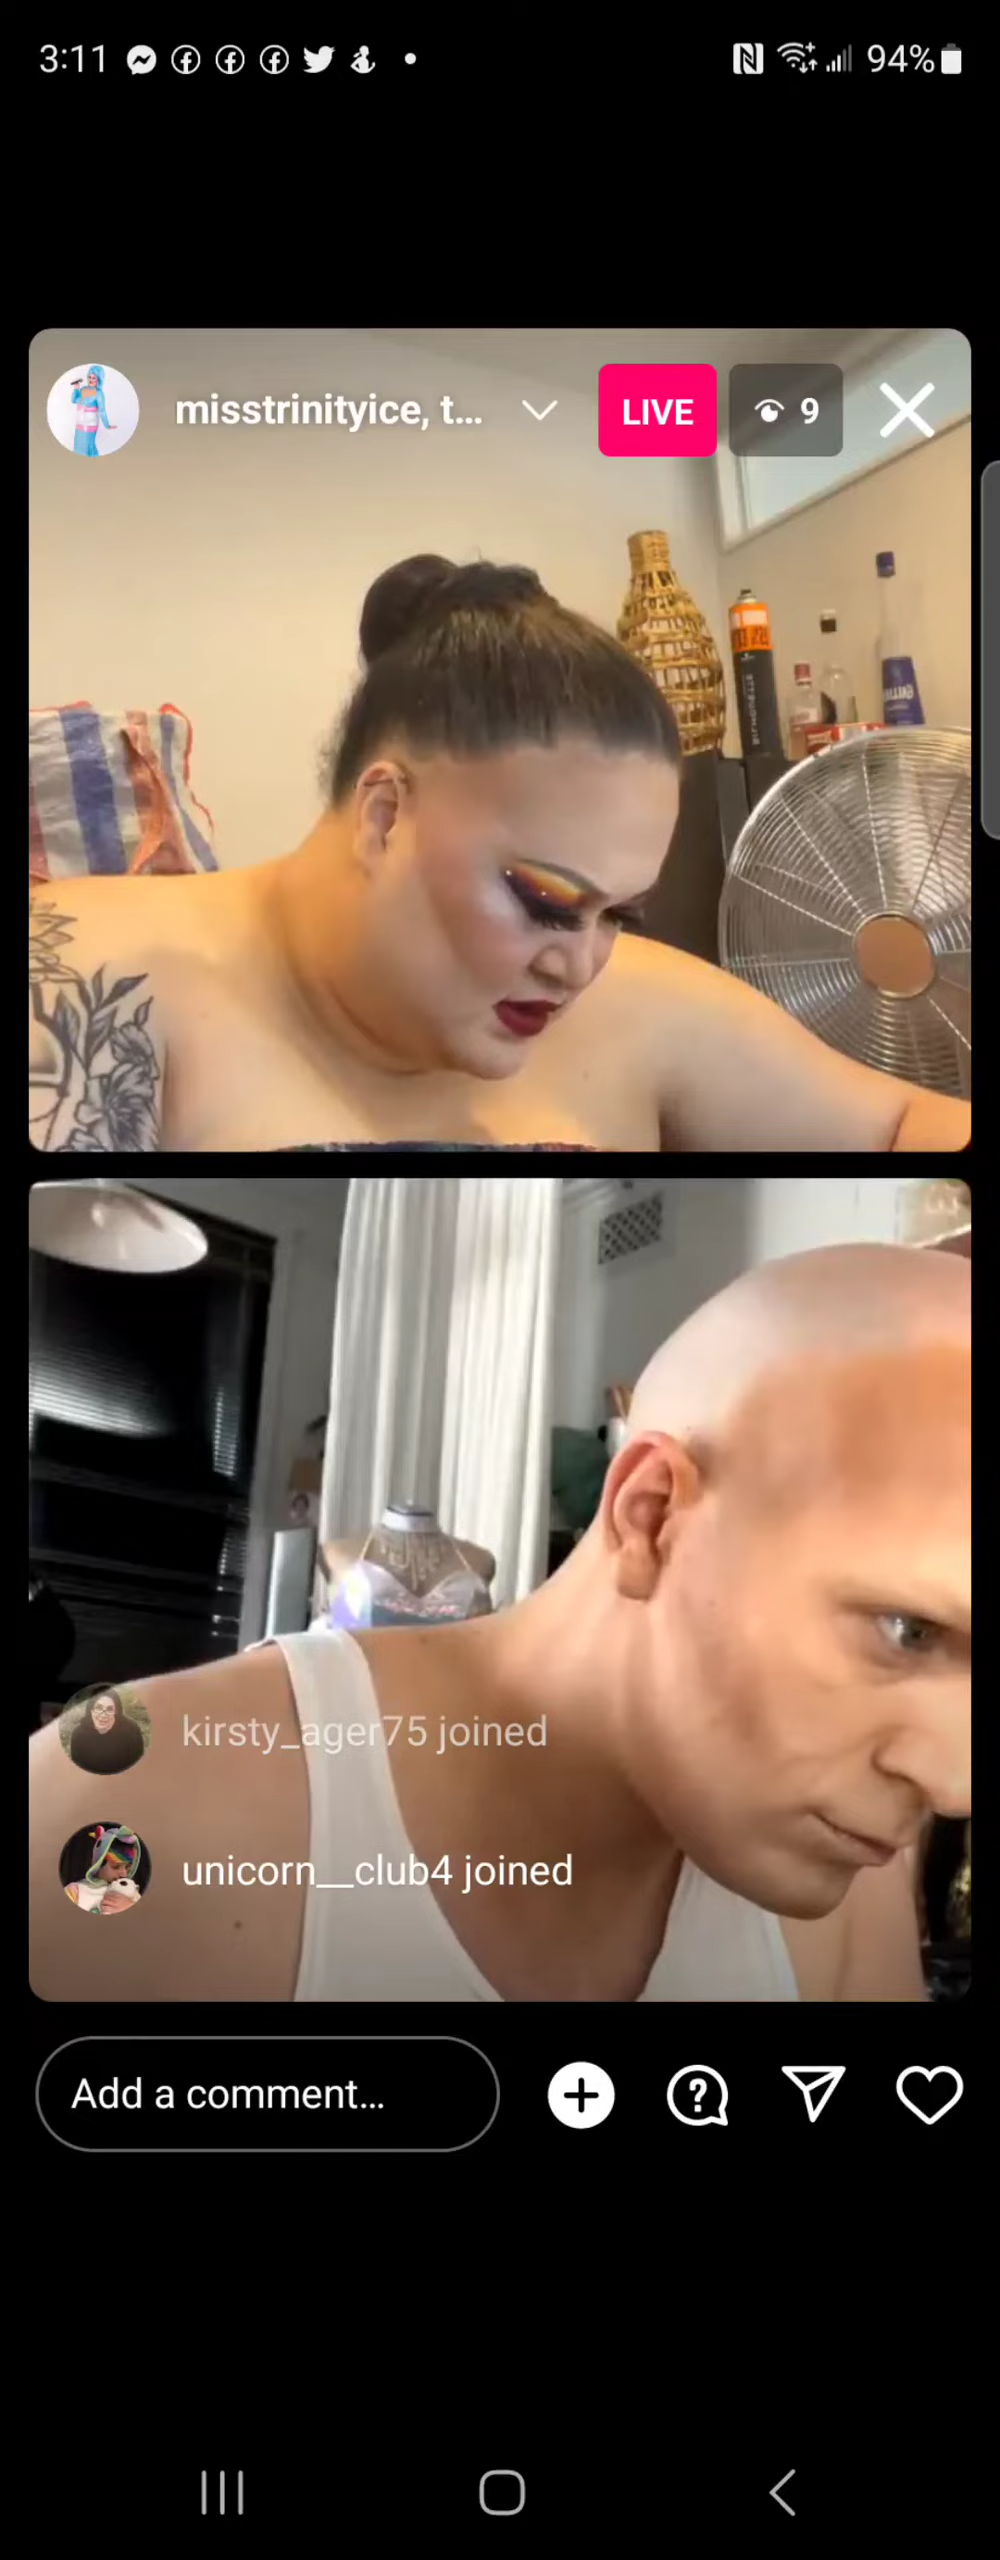 3:11
94%
misstrinityice, t...
LIVE
9
kirsty_ager75 joined
unicorn__club4 joined
Add a comment...